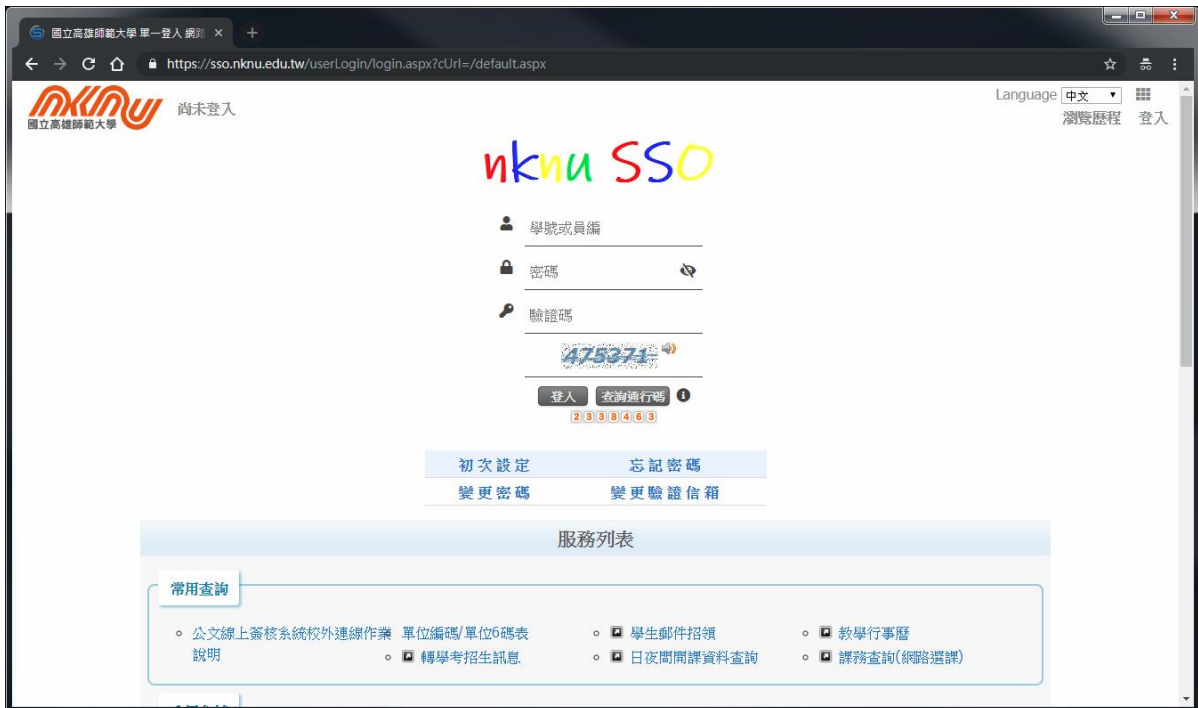 國立高雄師範大學 單一登入 網路
https://sso.nknu.edu.tw/userLogin/login.aspx?cUrl=/default.aspx
國立高雄師範大學
尚未登入
Language 中文
瀏覽歷程 登入
nknu SSO
學號或員編
密碼
驗證碼
475371
登入 查詢通行碼
2338463
初次設定 忘記密碼
變更密碼 變更驗證信箱
服務列表
常用查詢
公文線上簽核系統校外連線作業 單位編碼/單位6碼表 學生郵件招領 教學行事曆
說明 轉學考招生訊息 日夜間開課資料查詢 課務查詢(網路選課)